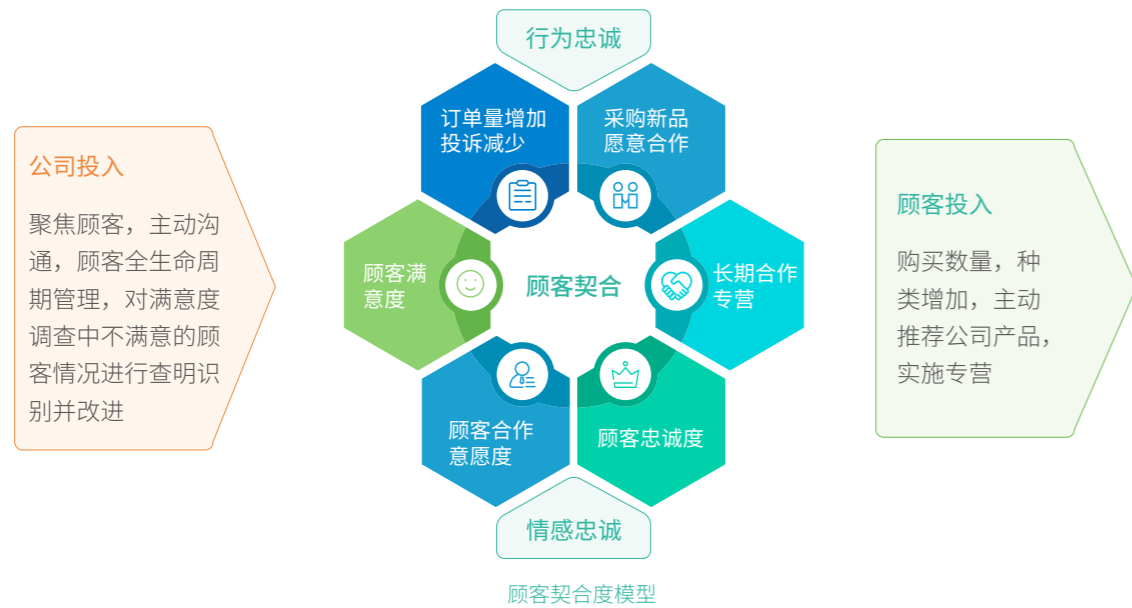 行为忠诚
订单量增加
投诉减少
采购新品
愿意合作
公司投入
聚焦顾客，主动沟
通，顾客全生命周
期管理，对满意度
调查中不满意的顾
客情况进行查明识
别并改进
顾客满
意度
顾客契合
长期合作
专营
顾客投入
购买数量，种
类增加，主动
推荐公司产品，
实施专营
顾客合作
意愿度
顾客忠诚度
情感忠诚
顾客契合度模型